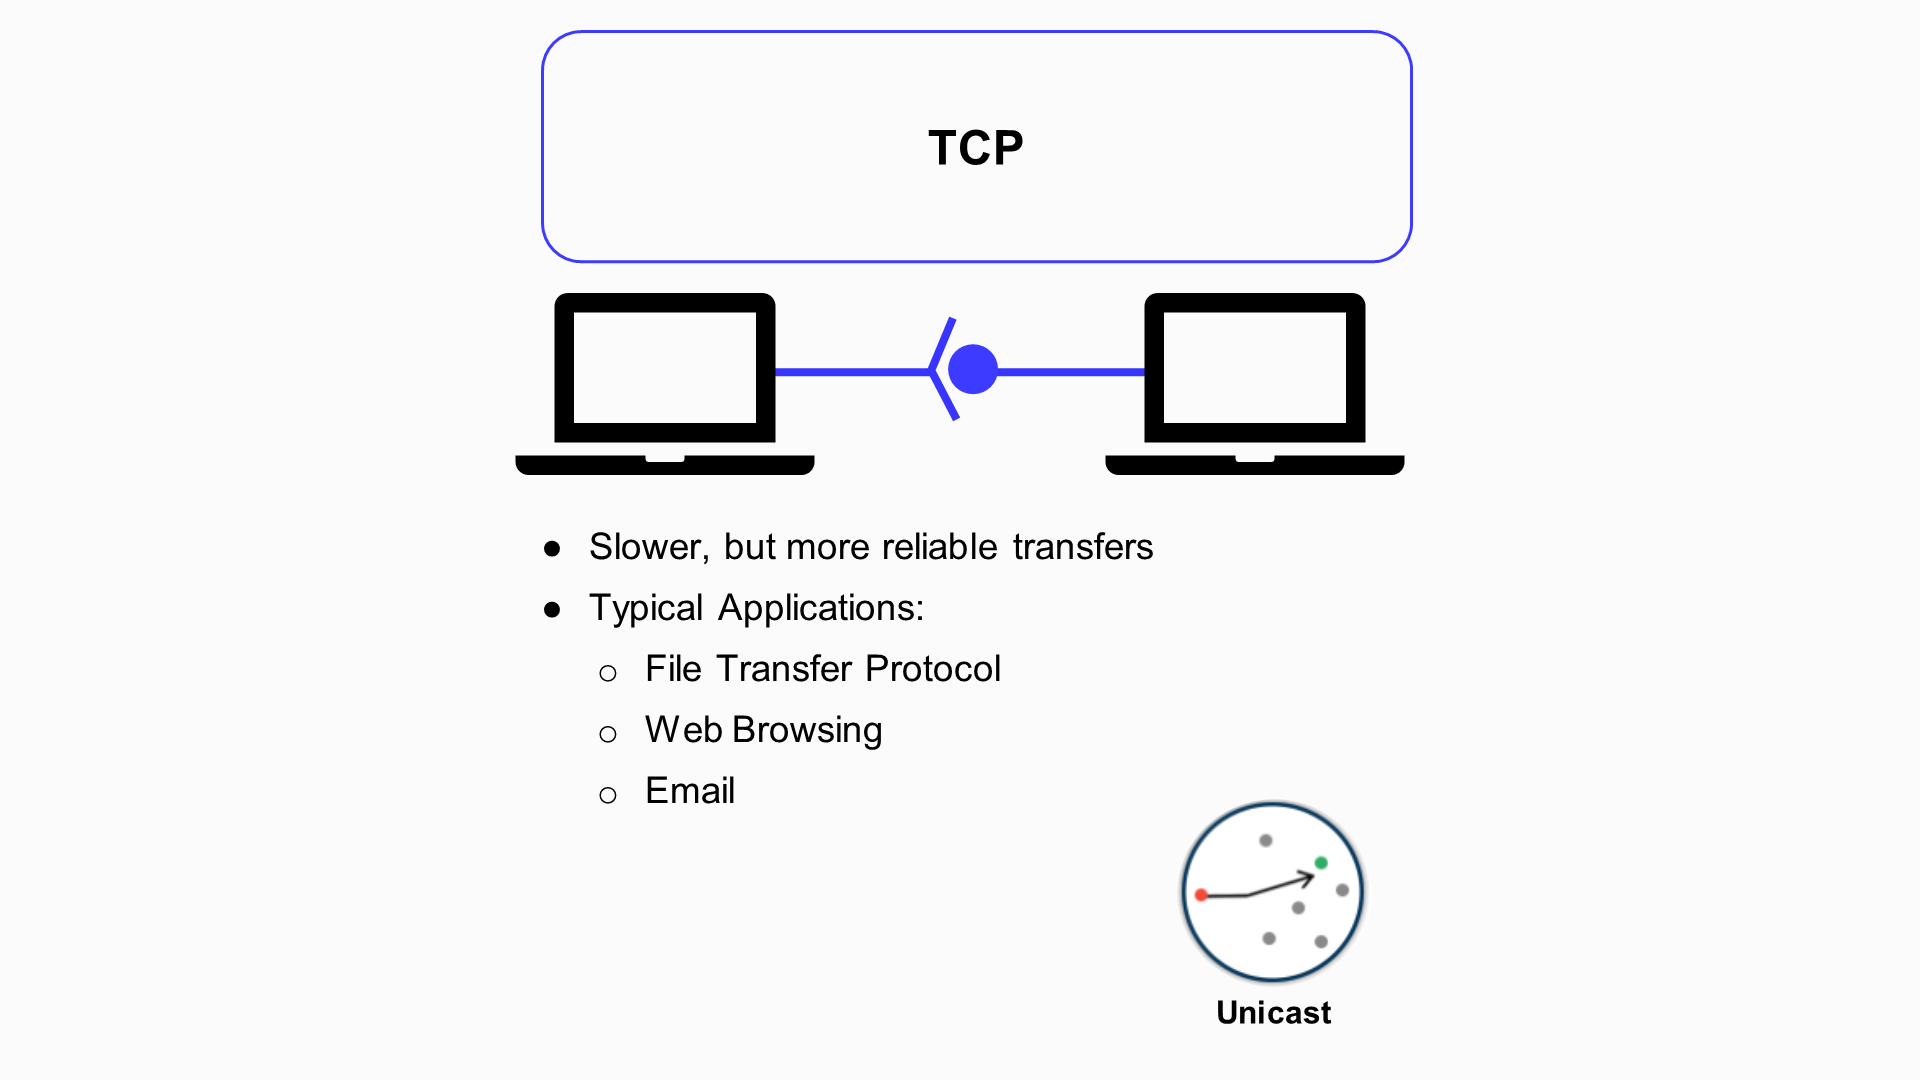 TCP
● Slower, but more reliable transfers
● Typical Applications:
○ File Transfer Protocol
○ Web Browsing
○ Email
Unicast